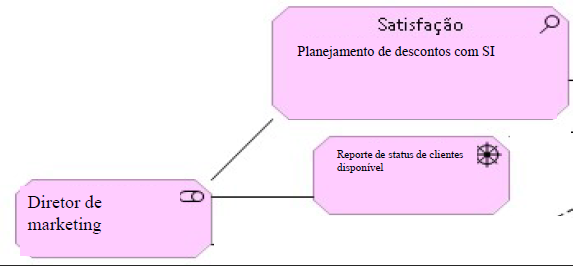 Satisfação
Planejamento de descontos com SI
Reporte de status de clientes
disponível
Diretor de
marketing